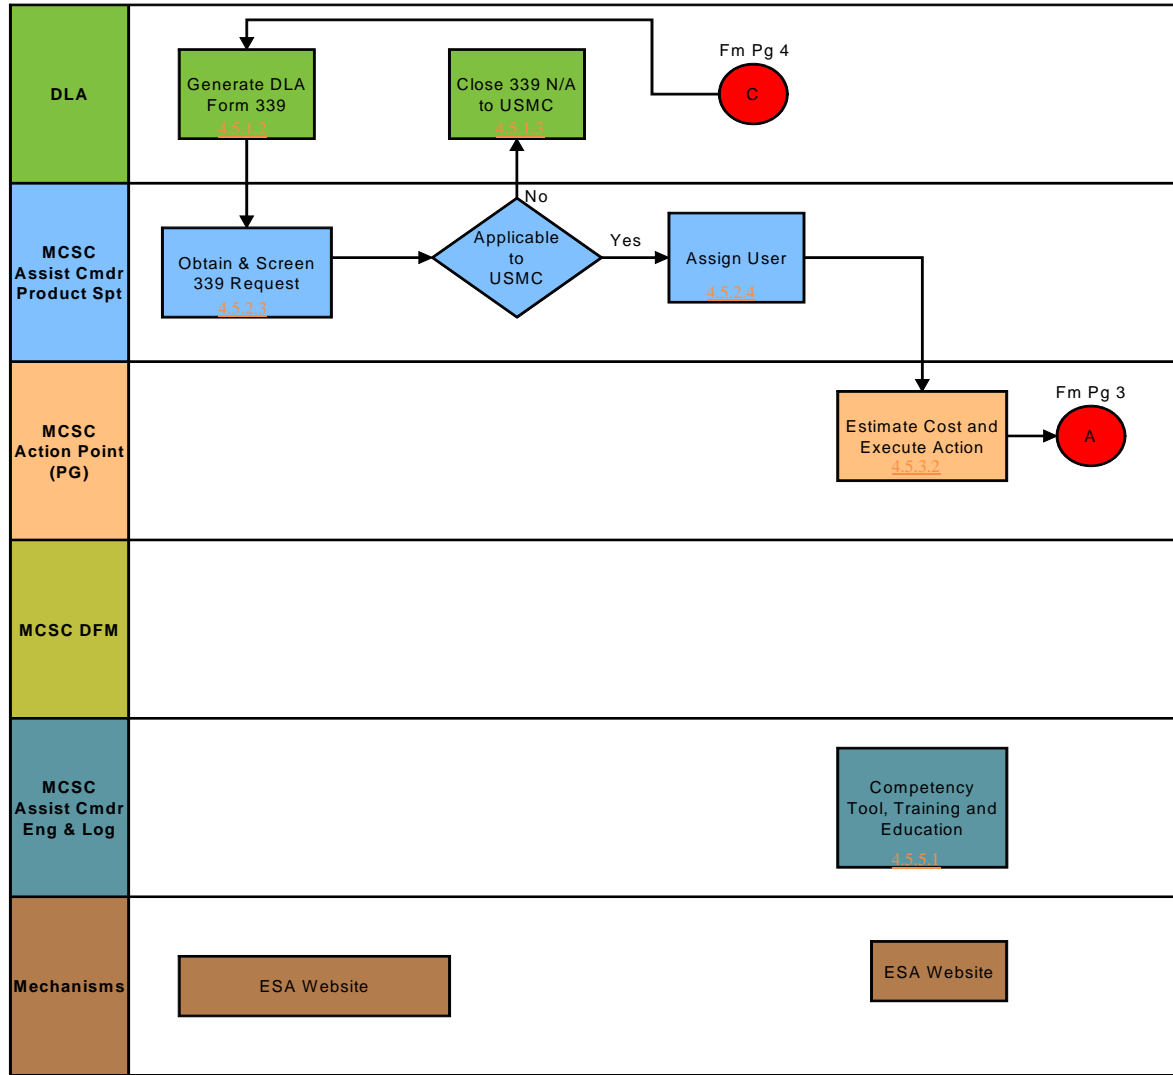 DLA
Generate DLA
Form 339
4.5.1.2
Close 339 N/A
to USMC
4.5.1.3
Fm Pg 4
C
MCSC
Assist Cmdr
Product Spt
Obtain & Screen
339 Request
4.5.2.3
Applicable
to
USMC
No
Yes
Assign User
4.5.2.4
MCSC
Action Point
(PG)
Estimate Cost and
Execute Action
4.5.3.2
Fm Pg 3
A
MCSC DFM
MCSC
Assist Cmdr
Eng & Log
Competency
Tool, Training and
Education
4.5.5.1
Mechanisms
ESA Website
ESA Website